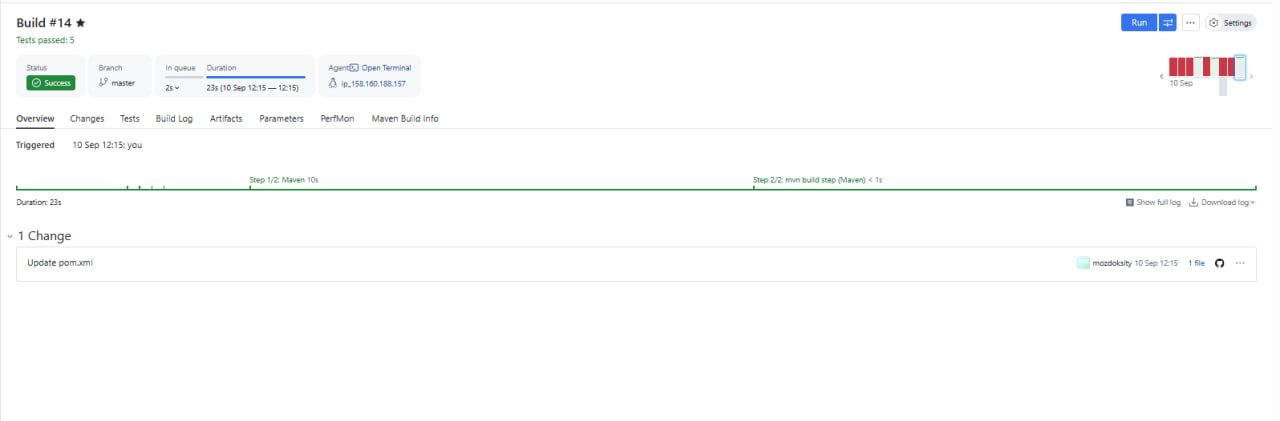 Build #14
Run
Settings
Tests passed: 5
Status
Success
Branch
master
In queue
2s
Duration
23s (10 Sep 12:15 — 12:15)
Agent Open Terminal
ip_158.160.188.157
10 Sep
Overview Changes Tests Build Log Artifacts Parameters PerfMon Maven Build Info
Triggered 10 Sep 12:15: you
Step 1/2: Maven 10s
Step 2/2: mvn build step (Maven) < 1s
Duration: 23s
Show full log Download log
1 Change
Update pom.xml
mozdoksity 10 Sep 12:15 1 file